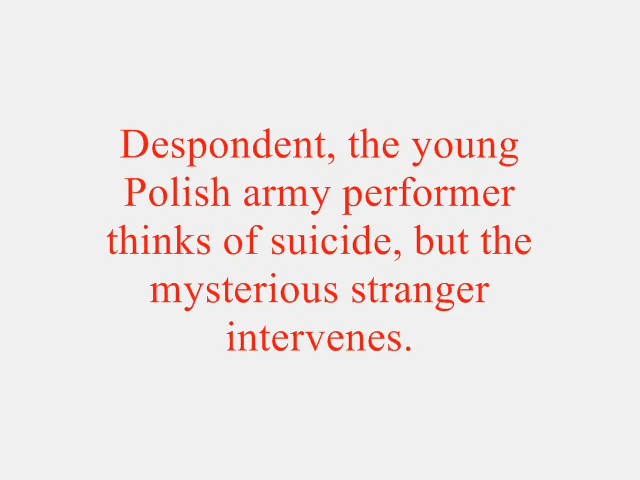 Despondent, the young
Polish army performer
thinks of suicide, but the
mysterious stranger
intervenes.